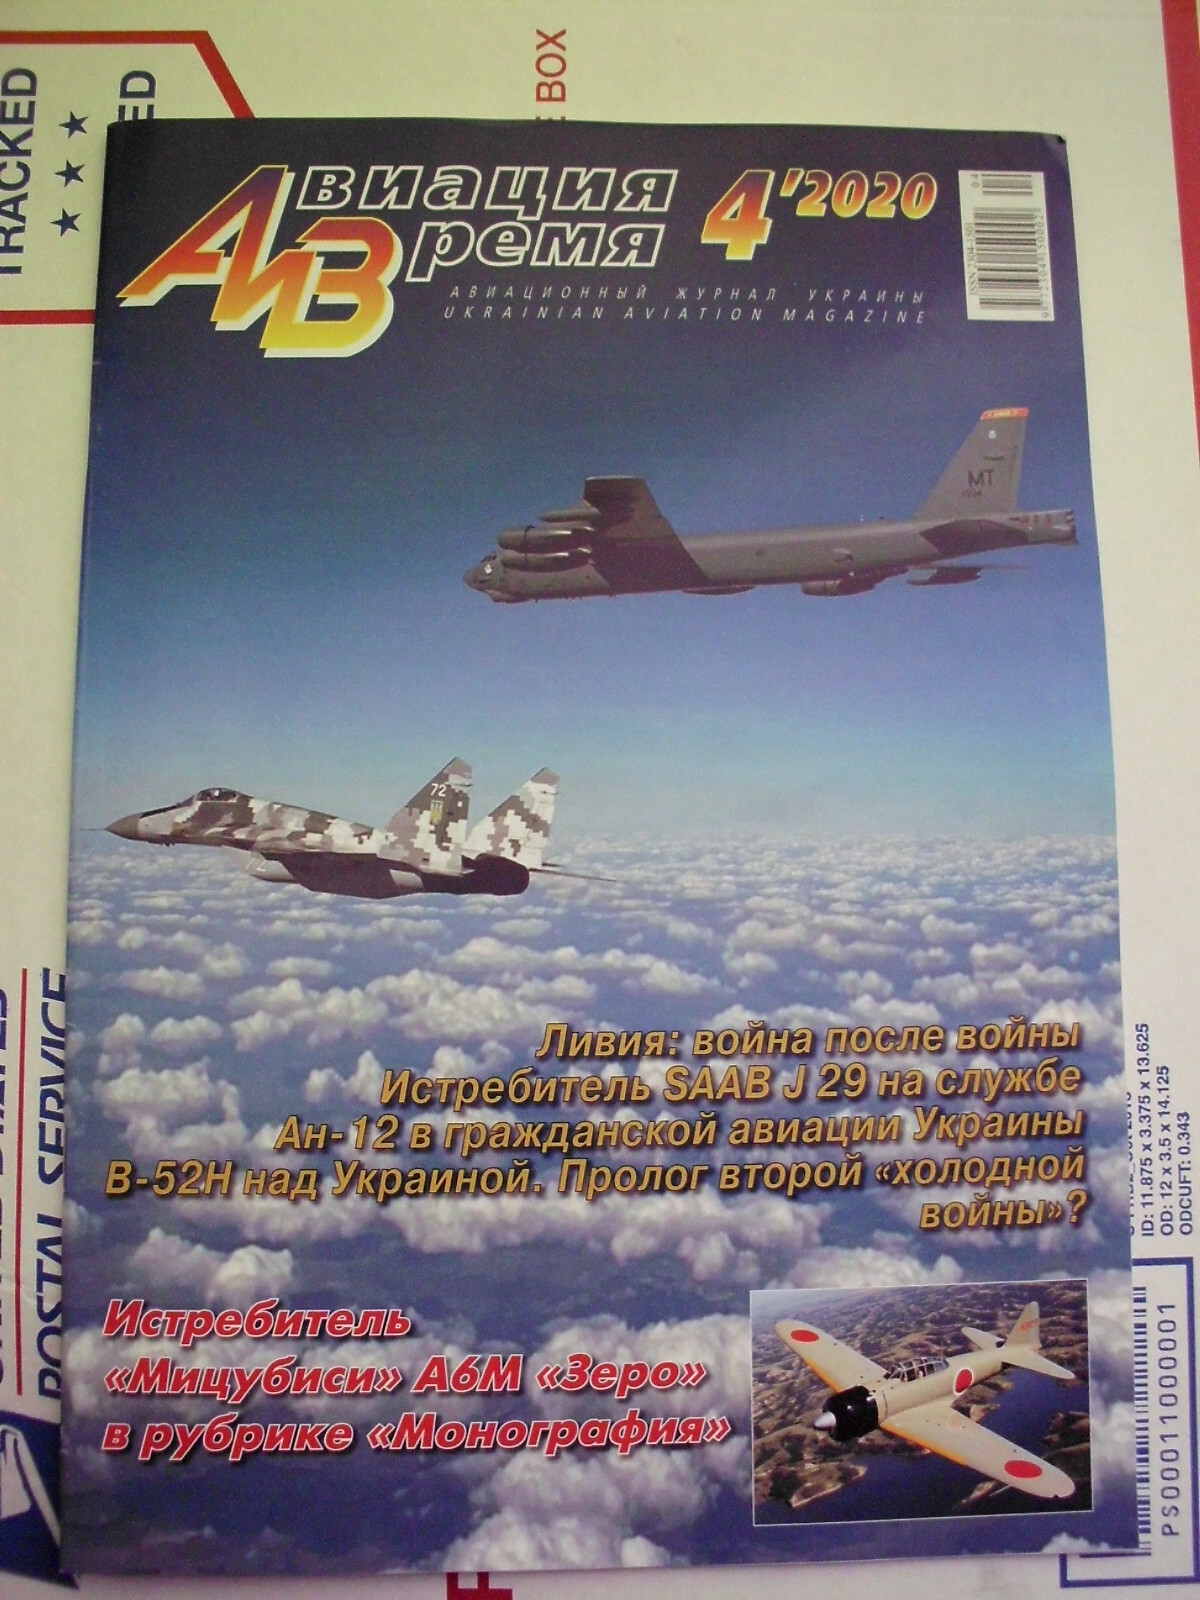 TRACKED
ED
BOX
АИВ
Авиация
Время
4'2020
АВИАЦИОННЫЙ ЖУРНАЛ УКРАИНЫ
UKRAINIAN AVIATION MAGAZINE
04
MT
72
Ливия: война после войны
Истребитель SAAB J 29 на службе
Ан-12 в гражданской авиации Украины
B-52H над Украиной. Пролог второй «холодной
войны»?
Истребитель
«Мицубиси» А6М «Зеро»
в рубрике «Монография»
POSTAL SERVICE
ID: 11.875 x 3.375 x 13.625
OD: 12 x 3.5 x 14.125
ODCUFT: 0.343
PS00011000001